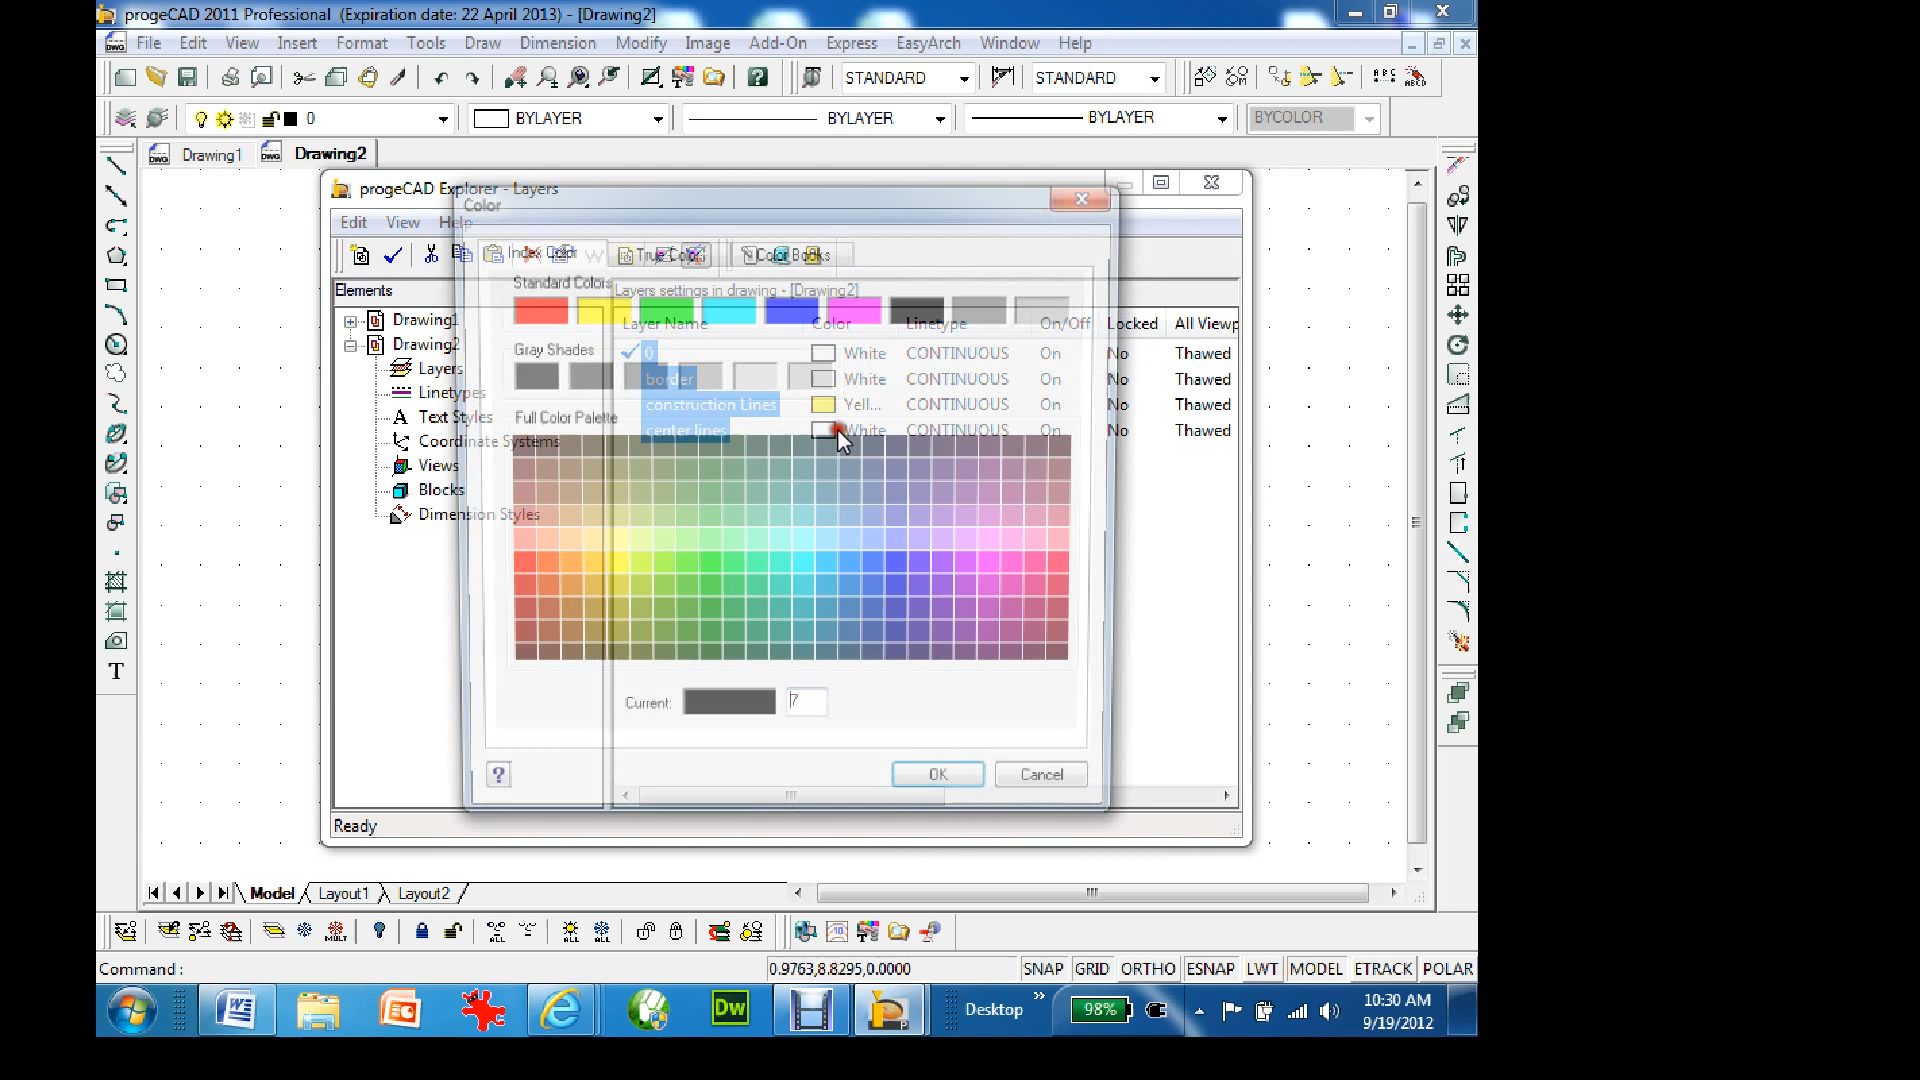 progeCAD 2011 Professional (Expiration date: 22 April 2013) - [Drawing2]
File Edit View Insert Format Tools Draw Dimension Modify Image Add-On Express EasyArch Window Help
STANDARD STANDARD
0 BYLAYER BYLAYER BYLAYER BYCOLOR
Drawing1 Drawing2
progeCAD Explorer - Layers
Color
Edit View Help
Index Color True Color Color Books
Elements
Standard Colors
Layers settings in drawing - [Drawing2]
Drawing1
Layer Name Color Linetype On/Off Locked All Viewp
Drawing2
Gray Shades
0 White CONTINUOUS On No Thawed
Layers
border White CONTINUOUS On No Thawed
Linetypes
construction Lines Yell... CONTINUOUS On No Thawed
Text Styles
Full Color Palette
center lines White CONTINUOUS On No Thawed
Coordinate Systems
Views
Blocks
Dimension Styles
T
Current: 7
OK Cancel
Ready
Model Layout1 Layout2
Command : 0.9763,8.8295,0.0000 SNAP GRID ORTHO ESNAP LWT MODEL ETRACK POLAR
Dw
Desktop
98%
10:30 AM
9/19/2012